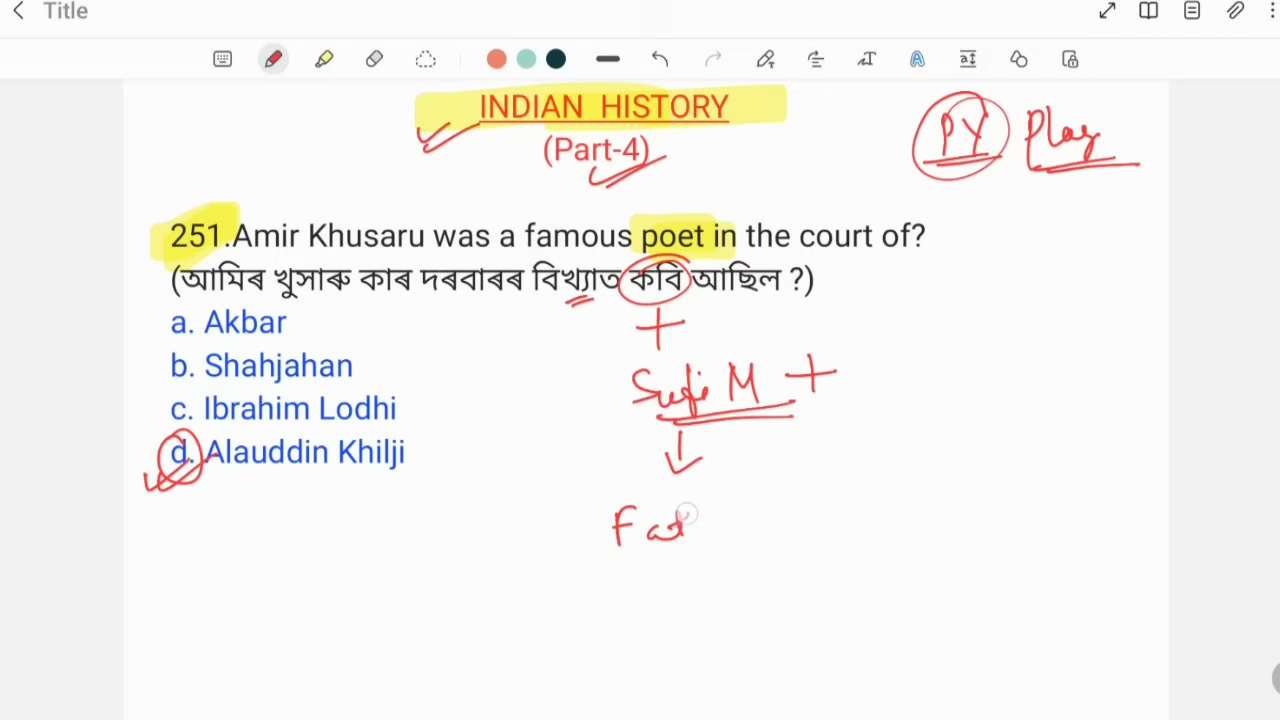 Title
INDIAN HISTORY
(Part-4)
PY Play
251.Amir Khusaru was a famous poet in the court of?
(আমিৰ খুসাৰু কাৰ দৰবাৰৰ বিখ্যাত কবি আছিল ?)
a. Akbar
+
b. Shahjahan
Sufi M +
c. Ibrahim Lodhi
d. Alauddin Khilji
Fat